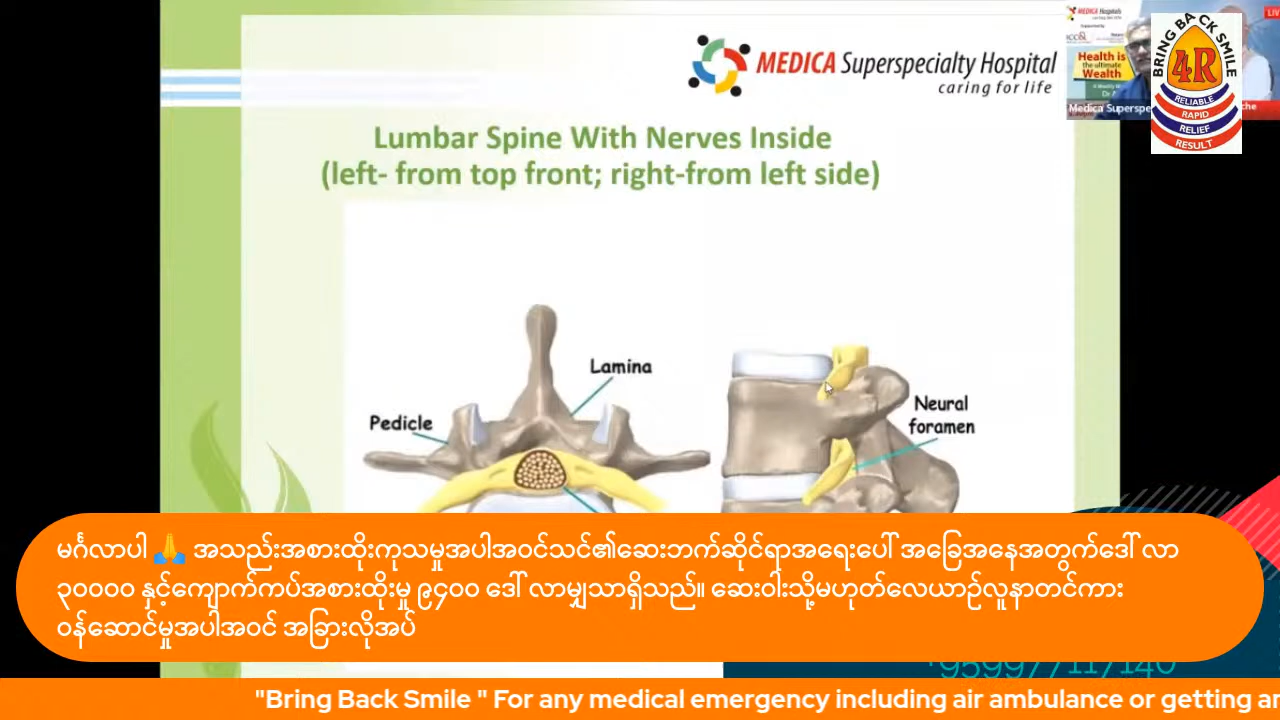 MEDICA Superspecialty Hospital
caring for life
MEDICA Hospitals
Health is
the ultimate
Wealth
Medica Superspe
LIV
BRING BACK SMILE
4R
RELIABLE
RAPID
RELIEF
RESULT
Lumbar Spine With Nerves Inside
(left- from top front; right-from left side)
Lamina
Pedicle
Neural
foramen
မင်္ဂလာပါ 🙏 အသည်းအစားထိုးကုသမှုအပါအဝင်သင်၏ဆေးဘက်ဆိုင်ရာအရေးပေါ် အခြေအနေအတွက်ဒေါ် လာ
၃၀၀၀၀ နှင့်ကျောက်ကပ်အစားထိုးမှု ၉၄၀၀ ဒေါ် လာမျှသာရှိသည်။ ဆေးဝါးသို့မဟုတ်လေယာဉ်လူနာတင်ကား
ဝန်ဆောင်မှုအပါအဝင် အခြားလိုအပ်
+959977117140
"Bring Back Smile " For any medical emergency including air ambulance or getting ar